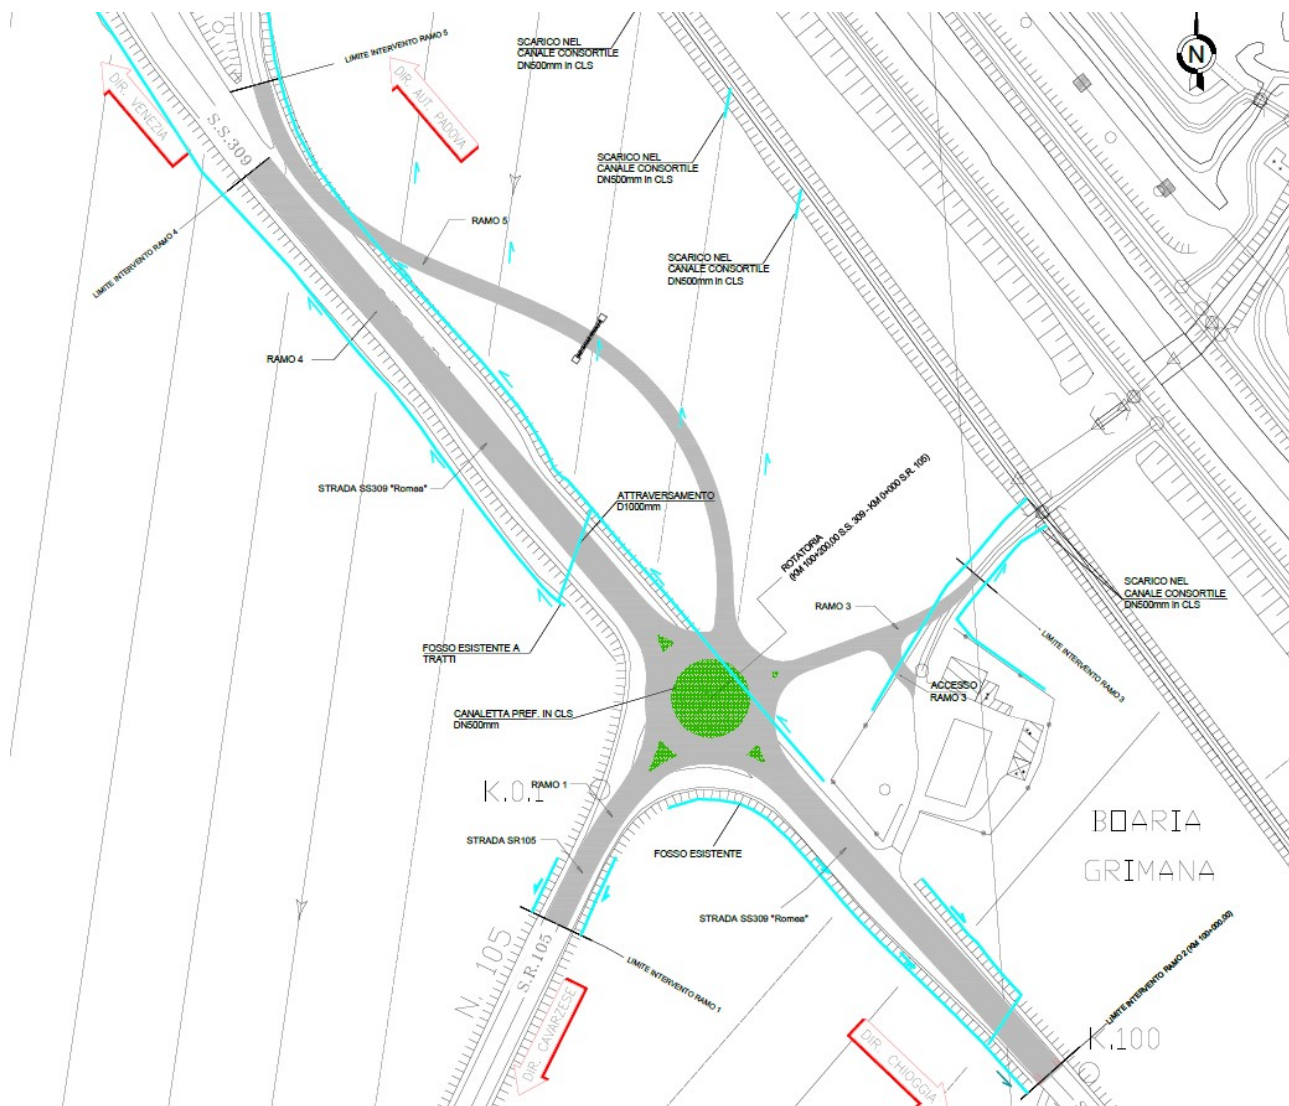 SCARICO NEL
CANALE CONSORTILE
DN500mm in CLS
LIMITE INTERVENTO RAMO 5
N
DIR. VENEZIA
DIR. AUT. PADOVA
S.S.309
SCARICO NEL
CANALE CONSORTILE
DN500mm in CLS
LIMITE INTERVENTO RAMO 4
RAMO 5
SCARICO NEL
CANALE CONSORTILE
DN500mm in CLS
RAMO 4
STRADA SS309 "Romea"
ATTRAVERSAMENTO
D1000mm
ROTATORIA
(KM 100+200,00 S.S. 309 - KM 0+000 S.R. 105)
SCARICO NEL
CANALE CONSORTILE
DN500mm in CLS
RAMO 3
LIMITE INTERVENTO RAMO 3
FOSSO ESISTENTE A
TRATTI
ACCESSO
RAMO 3
CANALETTA PREF. IN CLS
DN500mm
K.0.1
RAMO 1
BOARIA
GRIMANA
STRADA SR105
FOSSO ESISTENTE
STRADA SS309 "Romea"
N. 105
S.R.105
LIMITE INTERVENTO RAMO 1
LIMITE INTERVENTO RAMO 2 (KM 100+000,00)
DIR. CAVARZESE
DIR. CHIOGGIA
K.100